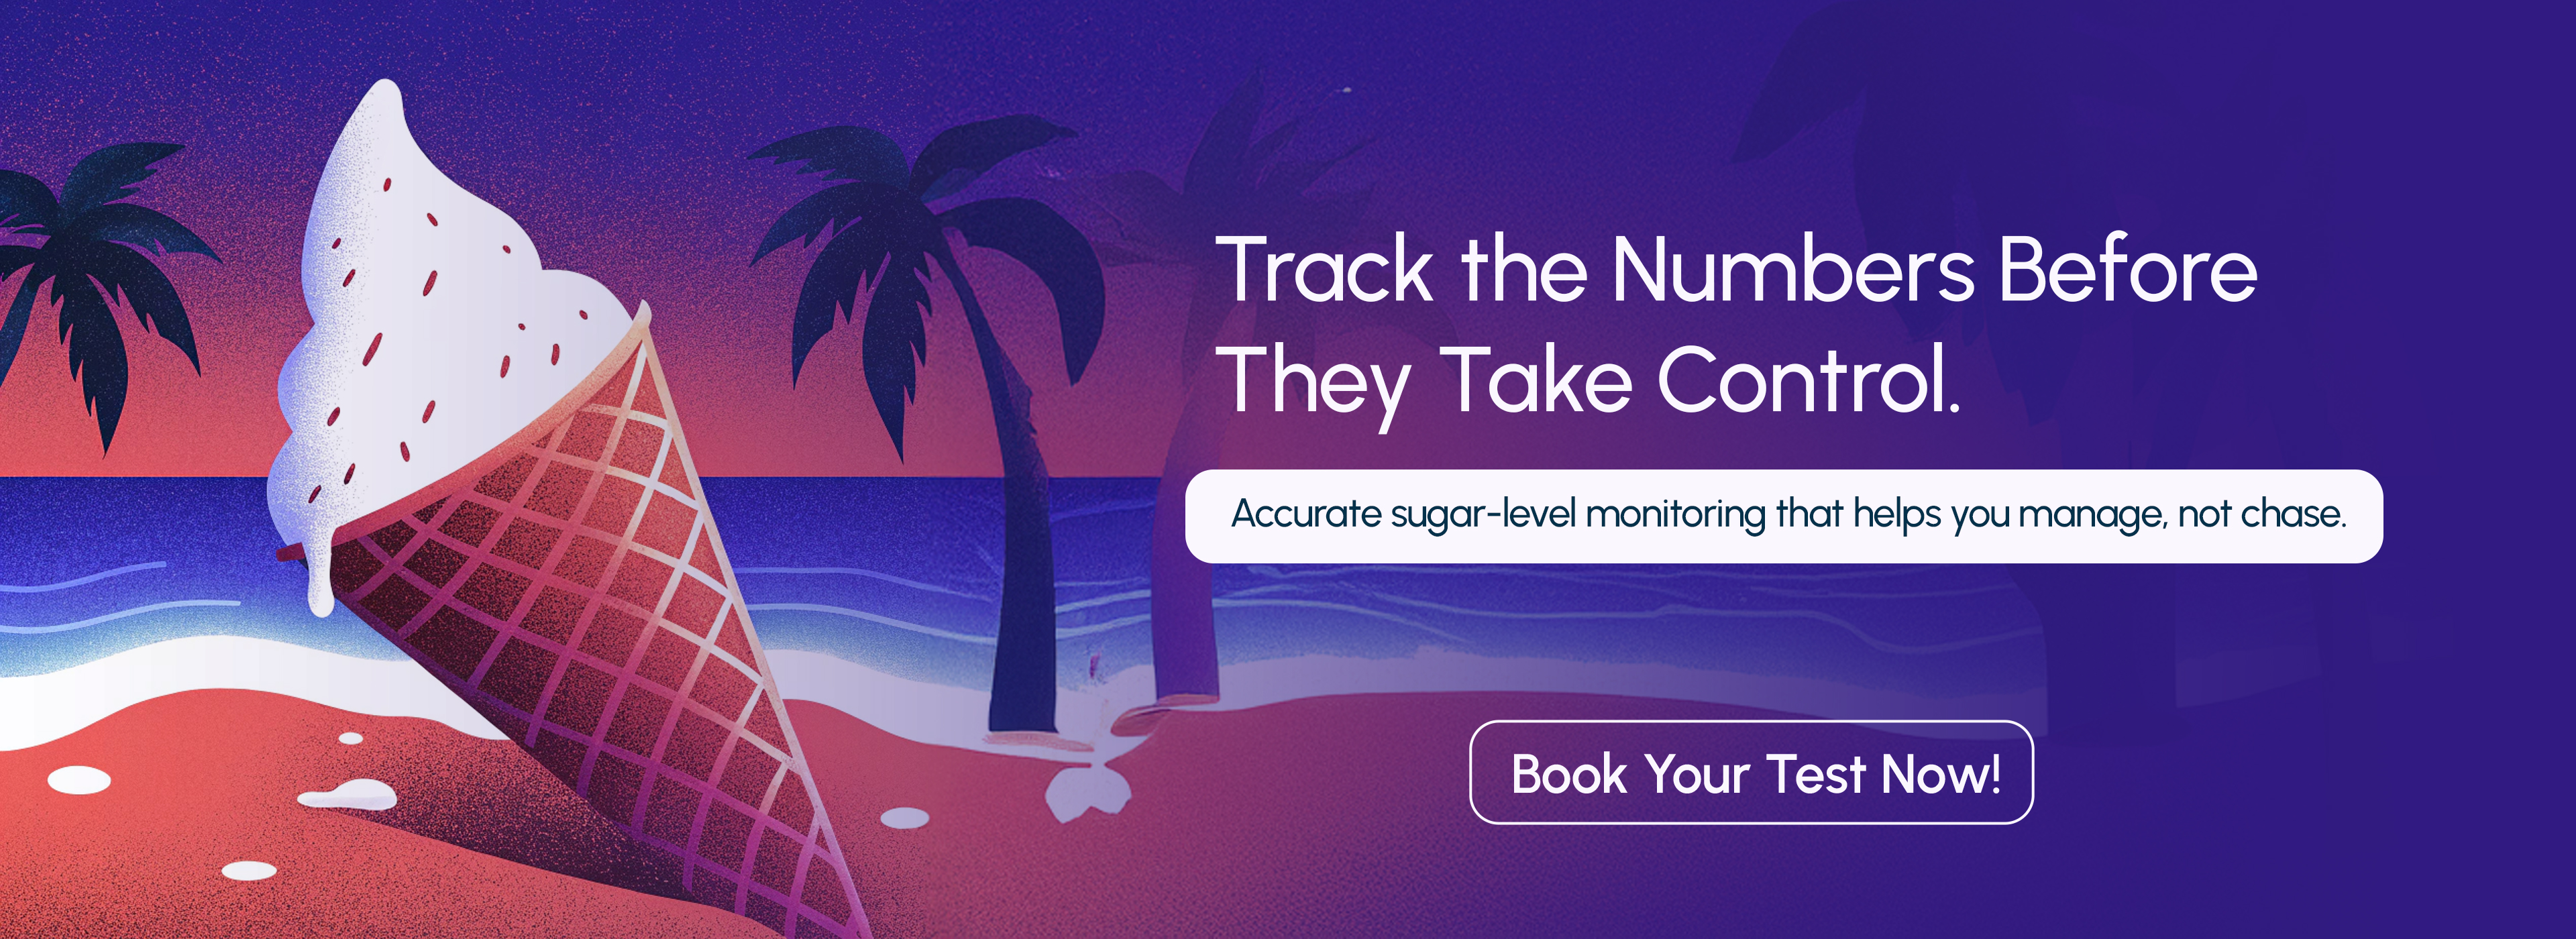 Track the Numbers Before
They Take Control.
Accurate sugar-level monitoring that helps you manage, not chase.
Book Your Test Now!